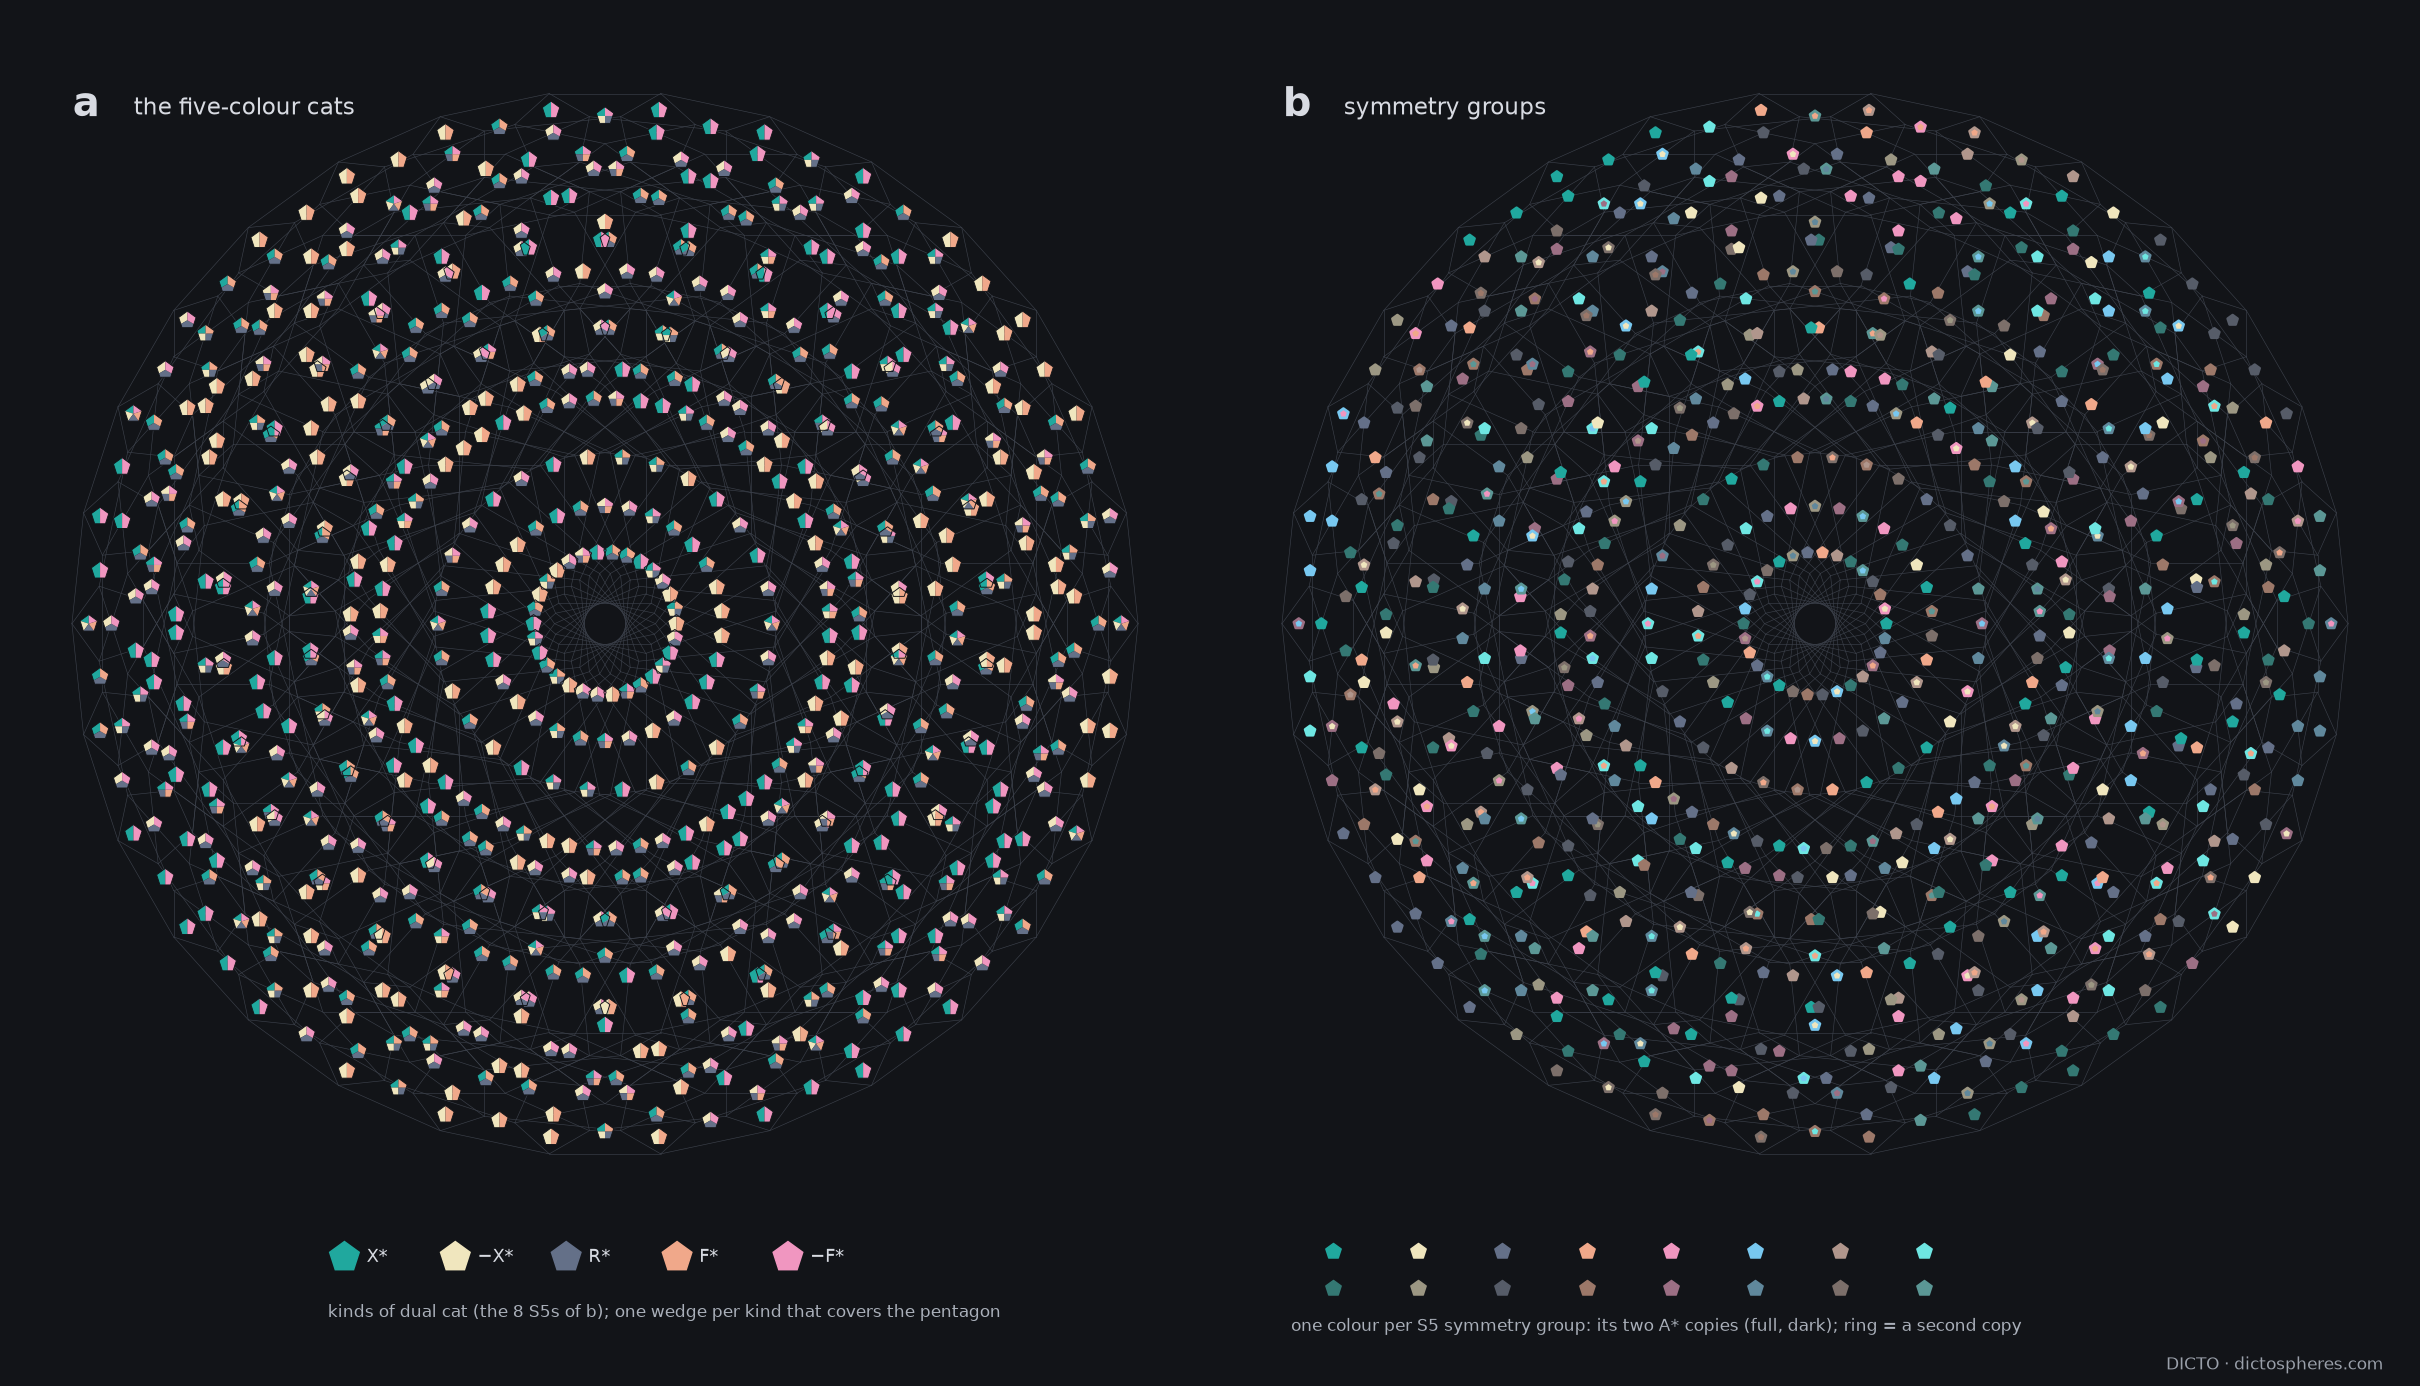 a the five-colour cats
b symmetry groups
X* −X* R* F* −F*
kinds of dual cat (the 8 S5s of b); one wedge per kind that covers the pentagon
one colour per S5 symmetry group: its two A* copies (full, dark); ring = a second copy
DICTO · dictospheres.com